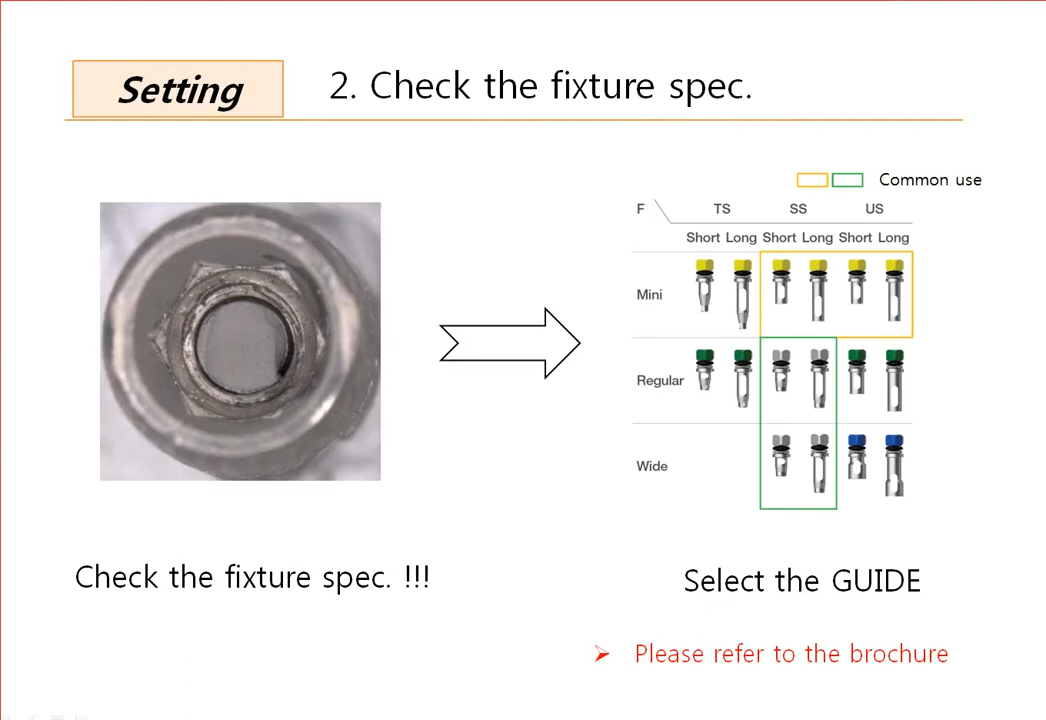 Setting
2. Check the fixture spec.
Common use
F TS SS US
Short Long Short Long Short Long
Mini
Regular
Wide
Check the fixture spec. !!!
Select the GUIDE
Please refer to the brochure